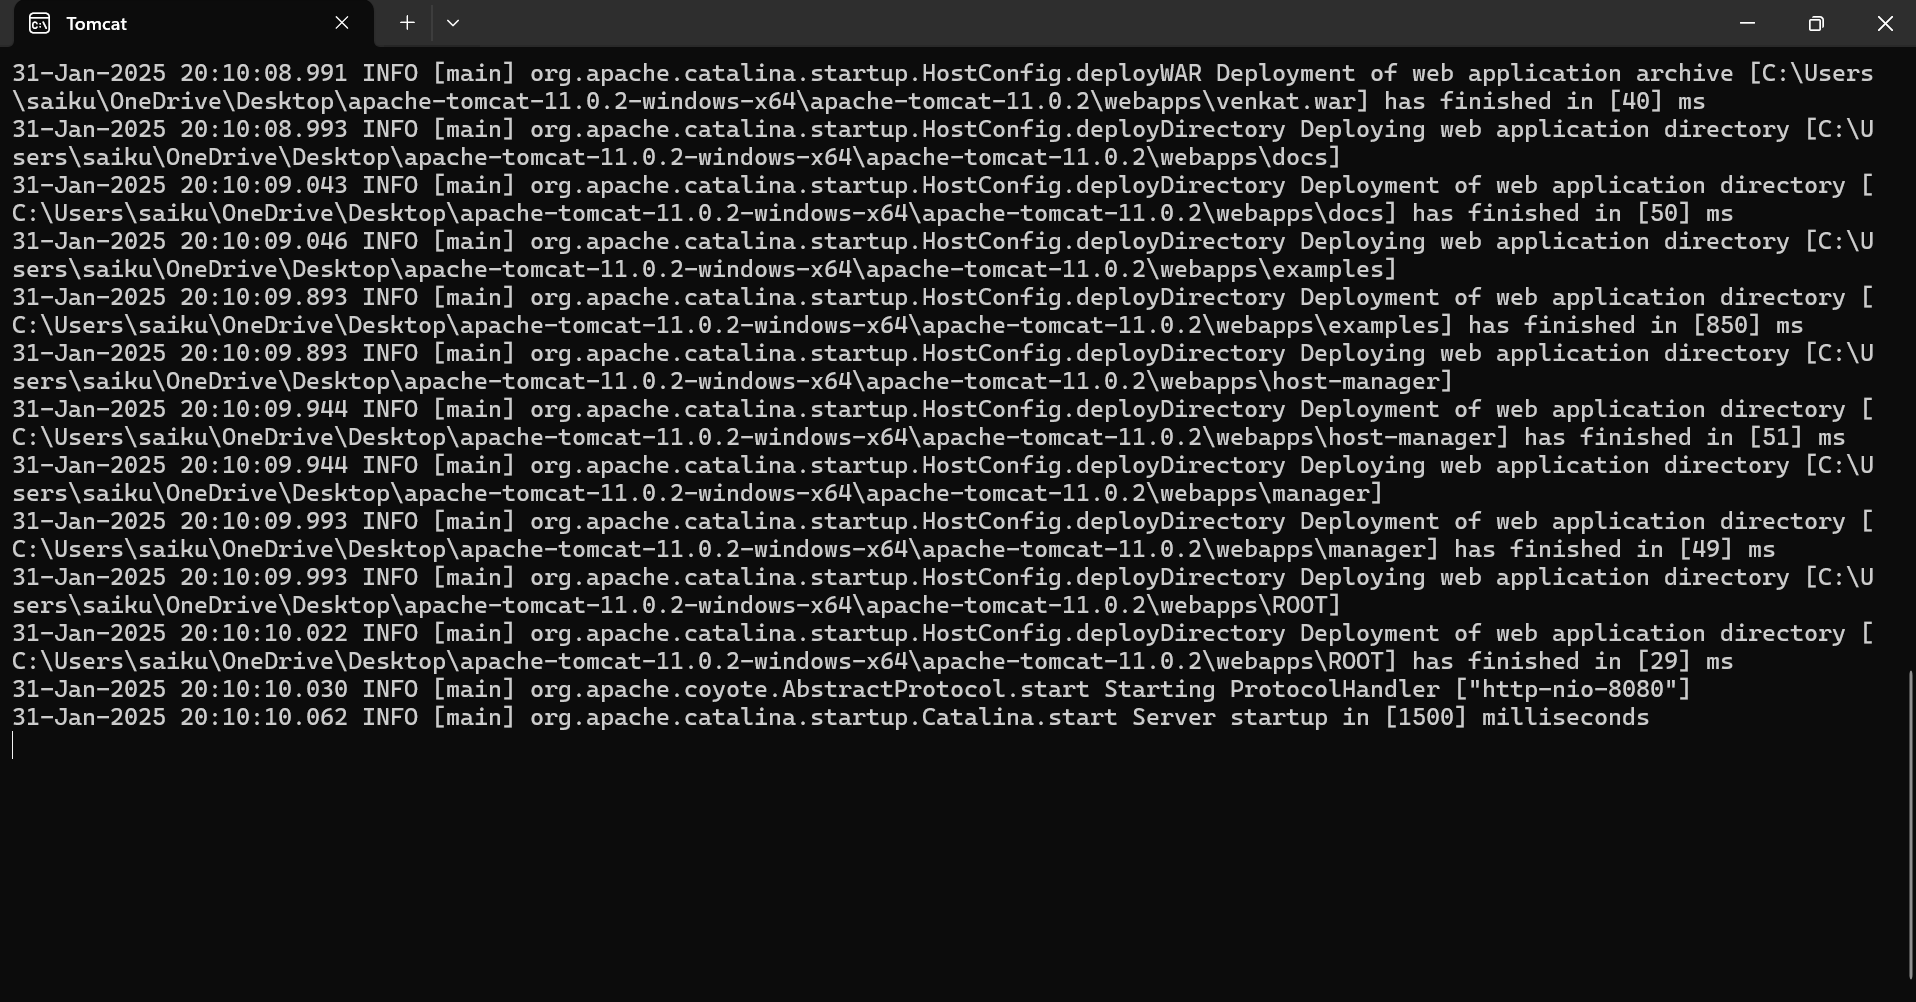 Tomcat
31-Jan-2025 20:10:08.991 INFO [main] org.apache.catalina.startup.HostConfig.deployWAR Deployment of web application archive [C:\Users
\saiku\OneDrive\Desktop\apache-tomcat-11.0.2-windows-x64\apache-tomcat-11.0.2\webapps\venkat.war] has finished in [40] ms
31-Jan-2025 20:10:08.993 INFO [main] org.apache.catalina.startup.HostConfig.deployDirectory Deploying web application directory [C:\U
sers\saiku\OneDrive\Desktop\apache-tomcat-11.0.2-windows-x64\apache-tomcat-11.0.2\webapps\docs]
31-Jan-2025 20:10:09.043 INFO [main] org.apache.catalina.startup.HostConfig.deployDirectory Deployment of web application directory [
C:\Users\saiku\OneDrive\Desktop\apache-tomcat-11.0.2-windows-x64\apache-tomcat-11.0.2\webapps\docs] has finished in [50] ms
31-Jan-2025 20:10:09.046 INFO [main] org.apache.catalina.startup.HostConfig.deployDirectory Deploying web application directory [C:\U
sers\saiku\OneDrive\Desktop\apache-tomcat-11.0.2-windows-x64\apache-tomcat-11.0.2\webapps\examples]
31-Jan-2025 20:10:09.893 INFO [main] org.apache.catalina.startup.HostConfig.deployDirectory Deployment of web application directory [
C:\Users\saiku\OneDrive\Desktop\apache-tomcat-11.0.2-windows-x64\apache-tomcat-11.0.2\webapps\examples] has finished in [850] ms
31-Jan-2025 20:10:09.893 INFO [main] org.apache.catalina.startup.HostConfig.deployDirectory Deploying web application directory [C:\U
sers\saiku\OneDrive\Desktop\apache-tomcat-11.0.2-windows-x64\apache-tomcat-11.0.2\webapps\host-manager]
31-Jan-2025 20:10:09.944 INFO [main] org.apache.catalina.startup.HostConfig.deployDirectory Deployment of web application directory [
C:\Users\saiku\OneDrive\Desktop\apache-tomcat-11.0.2-windows-x64\apache-tomcat-11.0.2\webapps\host-manager] has finished in [51] ms
31-Jan-2025 20:10:09.944 INFO [main] org.apache.catalina.startup.HostConfig.deployDirectory Deploying web application directory [C:\U
sers\saiku\OneDrive\Desktop\apache-tomcat-11.0.2-windows-x64\apache-tomcat-11.0.2\webapps\manager]
31-Jan-2025 20:10:09.993 INFO [main] org.apache.catalina.startup.HostConfig.deployDirectory Deployment of web application directory [
C:\Users\saiku\OneDrive\Desktop\apache-tomcat-11.0.2-windows-x64\apache-tomcat-11.0.2\webapps\manager] has finished in [49] ms
31-Jan-2025 20:10:09.993 INFO [main] org.apache.catalina.startup.HostConfig.deployDirectory Deploying web application directory [C:\U
sers\saiku\OneDrive\Desktop\apache-tomcat-11.0.2-windows-x64\apache-tomcat-11.0.2\webapps\ROOT]
31-Jan-2025 20:10:10.022 INFO [main] org.apache.catalina.startup.HostConfig.deployDirectory Deployment of web application directory [
C:\Users\saiku\OneDrive\Desktop\apache-tomcat-11.0.2-windows-x64\apache-tomcat-11.0.2\webapps\ROOT] has finished in [29] ms
31-Jan-2025 20:10:10.030 INFO [main] org.apache.coyote.AbstractProtocol.start Starting ProtocolHandler ["http-nio-8080"]
31-Jan-2025 20:10:10.062 INFO [main] org.apache.catalina.startup.Catalina.start Server startup in [1500] milliseconds